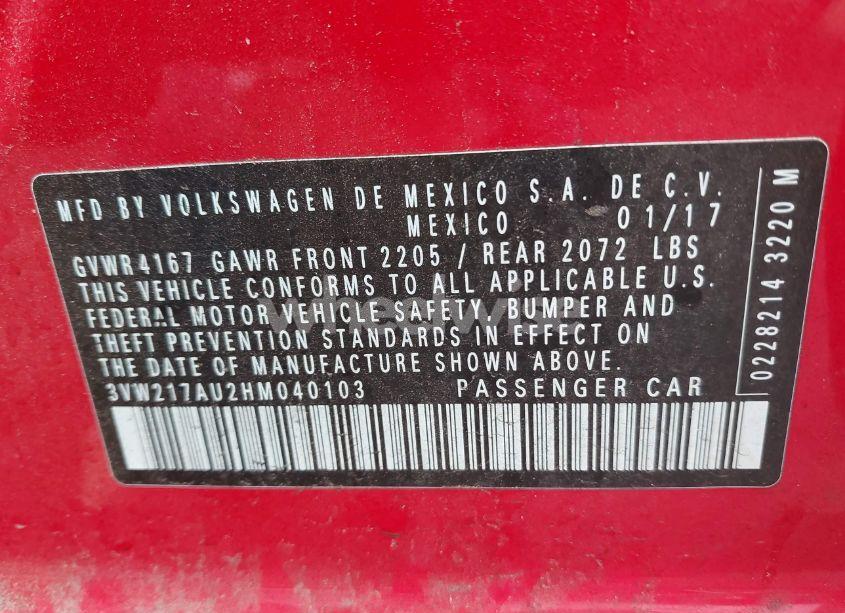 MFD BY VOLKSWAGEN DE MEXICO S.A. DE C.V.
MEXICO 01/17
GVWR4167 GAWR FRONT 2205 / REAR 2072 LBS
THIS VEHICLE CONFORMS TO ALL APPLICABLE U.S.
FEDERAL MOTOR VEHICLE SAFETY, BUMPER AND
THEFT PREVENTION STANDARDS IN EFFECT ON
THE DATE OF MANUFACTURE SHOWN ABOVE.
3VW217AU2HM040103 PASSENGER CAR
0228214 3220 M
wheelwise